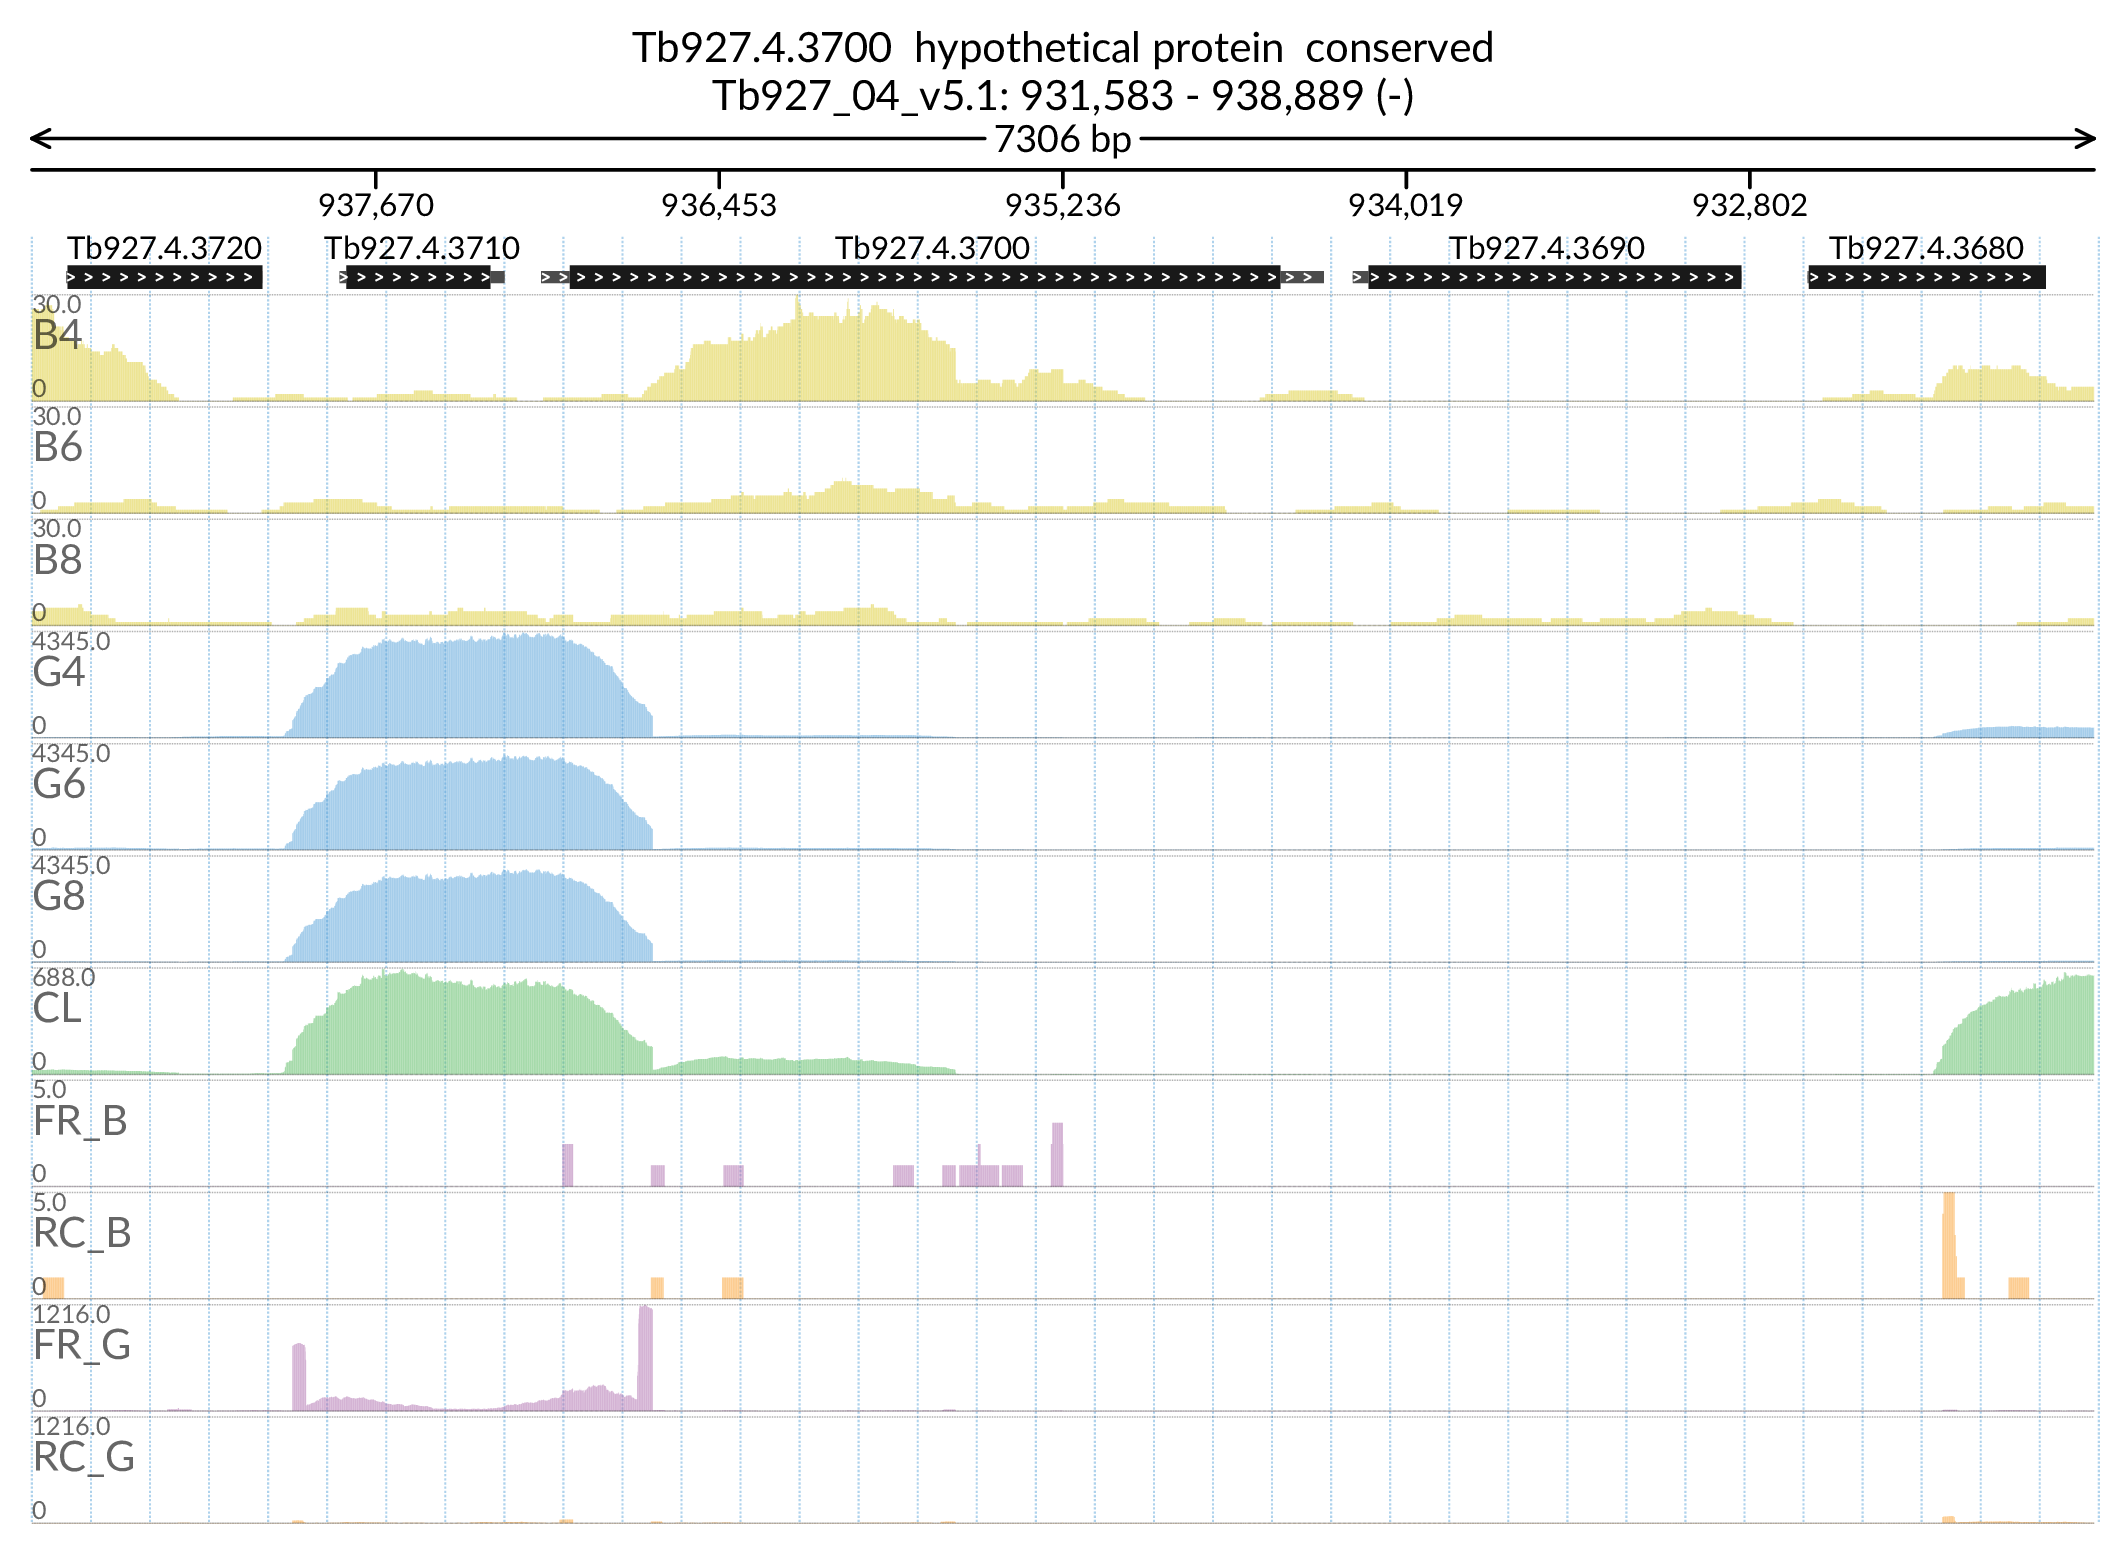 Tb927.4.3700  hypothetical protein  conserved
Tb927_04_v5.1: 931,583 - 938,889 (-)
7306 bp
937,670 936,453 935,236 934,019 932,802
Tb927.4.3720 Tb927.4.3710 Tb927.4.3700 Tb927.4.3690 Tb927.4.3680
30.0
B4
0
30.0
B6
0
30.0
B8
0
4345.0
G4
0
4345.0
G6
0
4345.0
G8
0
688.0
CL
0
5.0
FR_B
0
5.0
RC_B
0
1216.0
FR_G
0
1216.0
RC_G
0